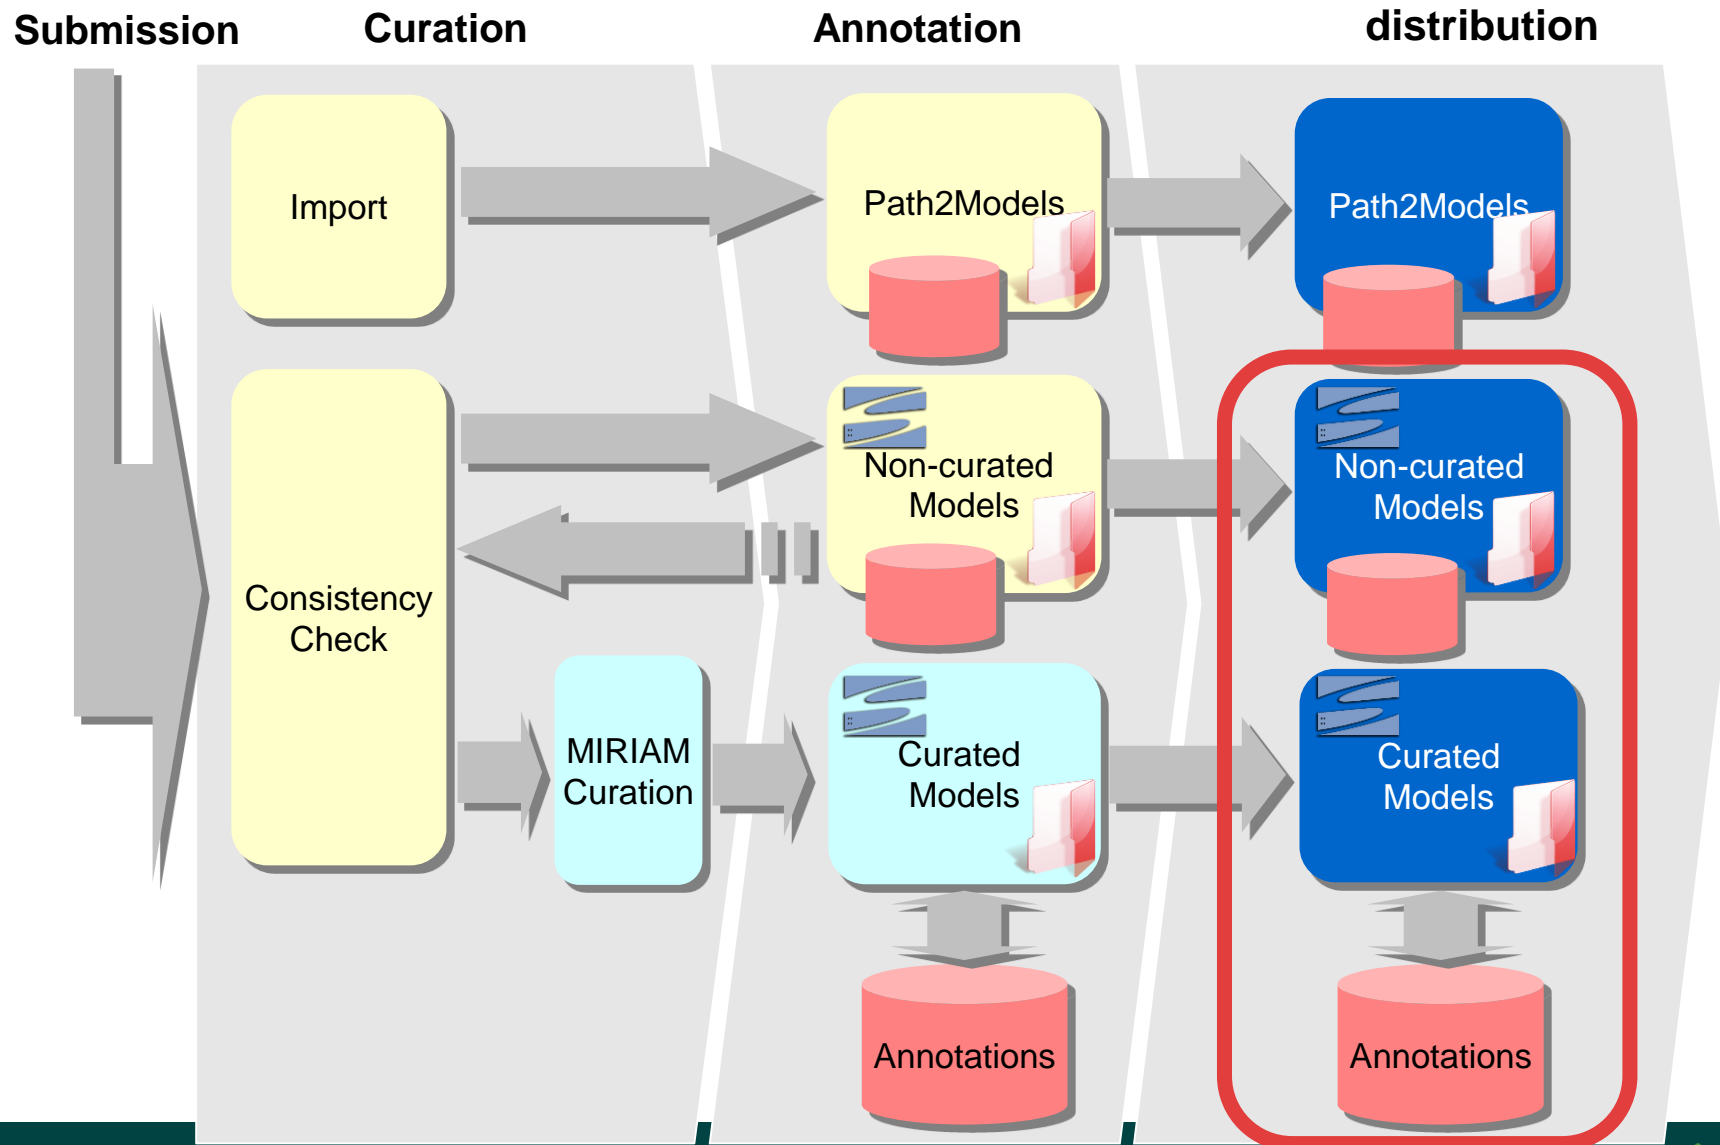 Submission
Curation
Annotation
distribution
Import
Path2Models
Path2Models
Consistency
Check
Non-curated
Models
Non-curated
Models
MIRIAM
Curation
Curated
Models
Curated
Models
Annotations
Annotations